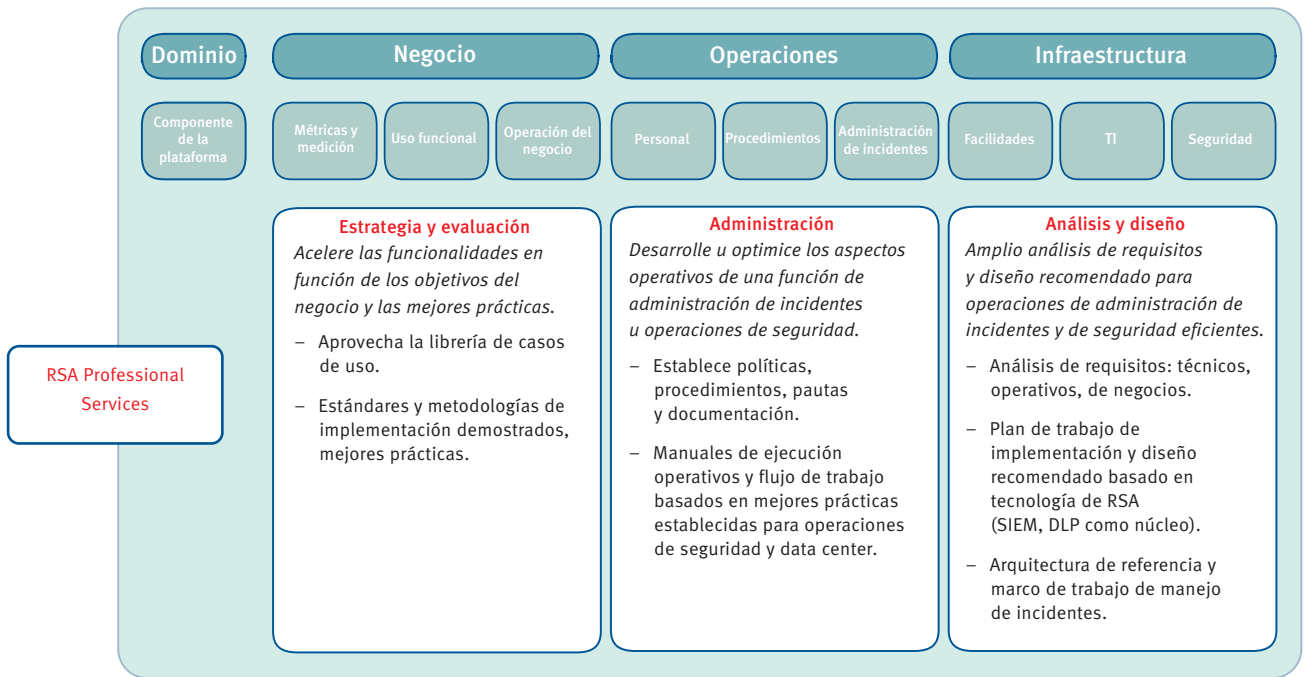 Dominio
Negocio
Operaciones
Infraestructura
Componente
de la
plataforma
Métricas y
medición
Uso funcional
Operación del
negocio
Personal
Procedimientos
Administración
de incidentes
Facilidades
TI
Seguridad
RSA Professional
Services
Estrategia y evaluación
Acelere las funcionalidades en
función de los objetivos del
negocio y las mejores prácticas.
– Aprovecha la librería de casos
de uso.
– Estándares y metodologías de
implementación demostrados,
mejores prácticas.
Administración
Desarrolle u optimice los aspectos
operativos de una función de
administración de incidentes
u operaciones de seguridad.
– Establece políticas,
procedimientos, pautas
y documentación.
– Manuales de ejecución
operativos y flujo de trabajo
basados en mejores prácticas
establecidas para operaciones
de seguridad y data center.
Análisis y diseño
Amplio análisis de requisitos
y diseño recomendado para
operaciones de administración de
incidentes y de seguridad eficientes.
– Análisis de requisitos: técnicos,
operativos, de negocios.
– Plan de trabajo de
implementación y diseño
recomendado basado en
tecnología de RSA
(SIEM, DLP como núcleo).
– Arquitectura de referencia y
marco de trabajo de manejo
de incidentes.